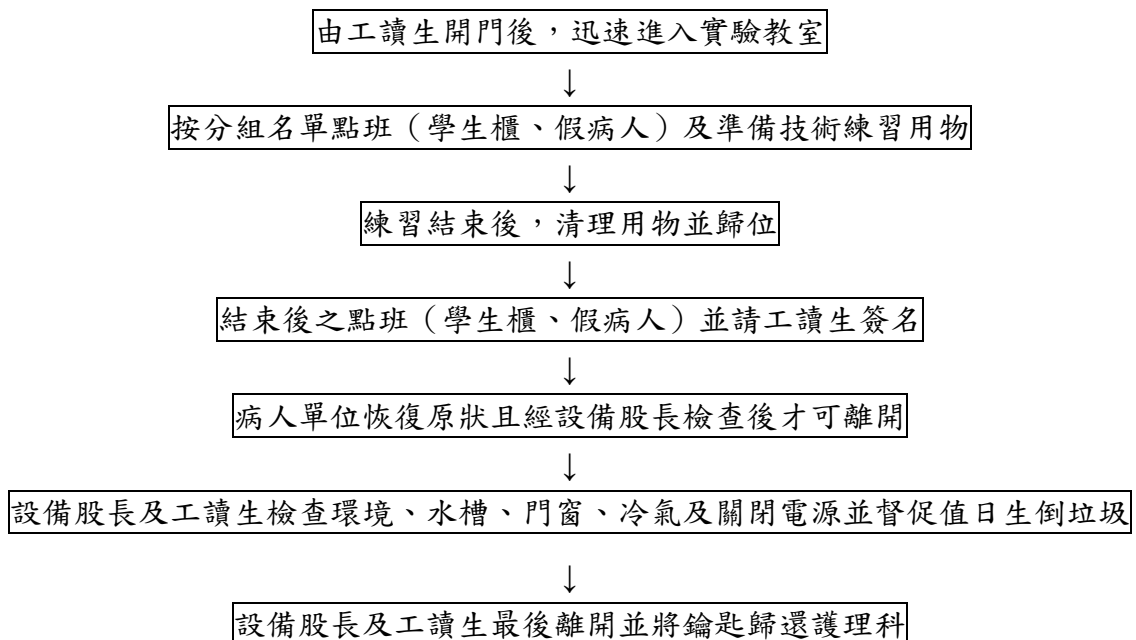 由工讀生開門後，迅速進入實驗教室
↓
按分組名單點班（學生櫃、假病人）及準備技術練習用物
↓
練習結束後，清理用物並歸位
↓
結束後之點班（學生櫃、假病人）並請工讀生簽名
↓
病人單位恢復原狀且經設備股長檢查後才可離開
↓
設備股長及工讀生檢查環境、水槽、門窗、冷氣及關閉電源並督促值日生倒垃圾
↓
設備股長及工讀生最後離開並將鑰匙歸還護理科